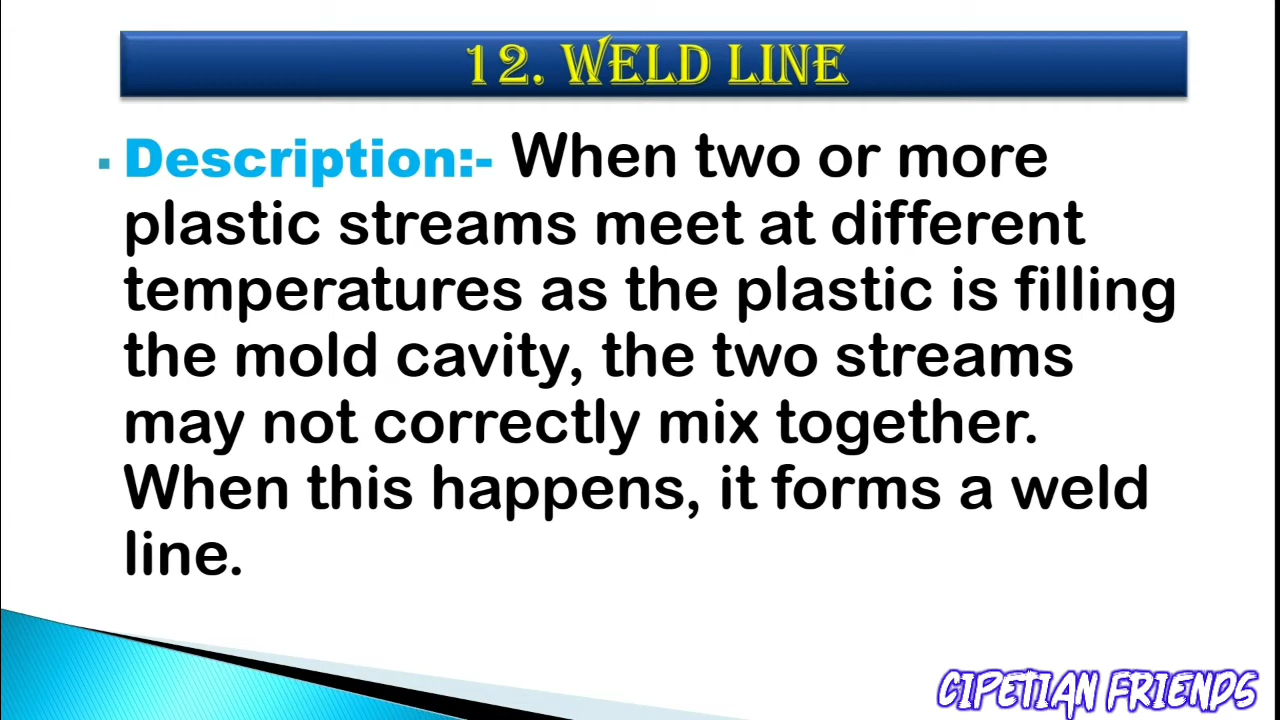 12. WELD LINE
▪ Description:- When two or more
plastic streams meet at different
temperatures as the plastic is filling
the mold cavity, the two streams
may not correctly mix together.
When this happens, it forms a weld
line.
CIPETIAN FRIENDS